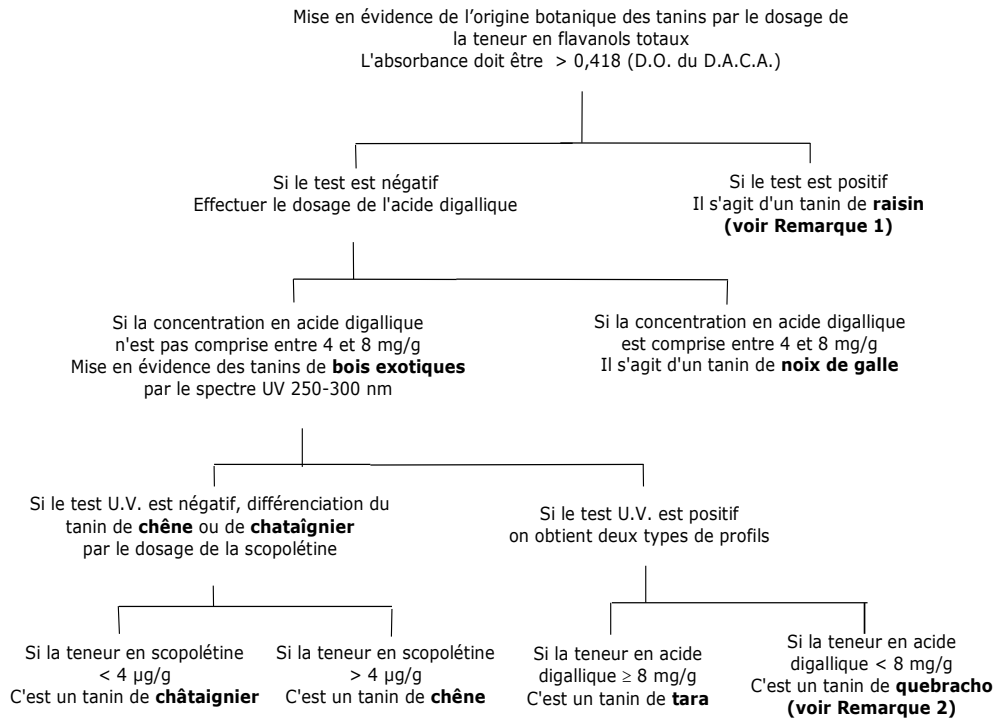 Mise en évidence de l'origine botanique des tanins par le dosage de
la teneur en flavanols totaux
L'absorbance doit être > 0,418 (D.O. du D.A.C.A.)
Si le test est négatif
Effectuer le dosage de l'acide digallique
Si le test est positif
Il s'agit d'un tanin de raisin
(voir Remarque 1)
Si la concentration en acide digallique
n'est pas comprise entre 4 et 8 mg/g
Mise en évidence des tanins de bois exotiques
par le spectre UV 250-300 nm
Si la concentration en acide digallique
est comprise entre 4 et 8 mg/g
Il s'agit d'un tanin de noix de galle
Si le test U.V. est négatif, différenciation du
tanin de chêne ou de chataîgnier
par le dosage de la scopolétine
Si le test U.V. est positif
on obtient deux types de profils
Si la teneur en scopolétine
< 4 µg/g
C'est un tanin de châtaignier
Si la teneur en scopolétine
> 4 µg/g
C'est un tanin de chêne
Si la teneur en acide
digallique ≥ 8 mg/g
C'est un tanin de tara
Si la teneur en acide
digallique < 8 mg/g
C'est un tanin de quebracho
(voir Remarque 2)